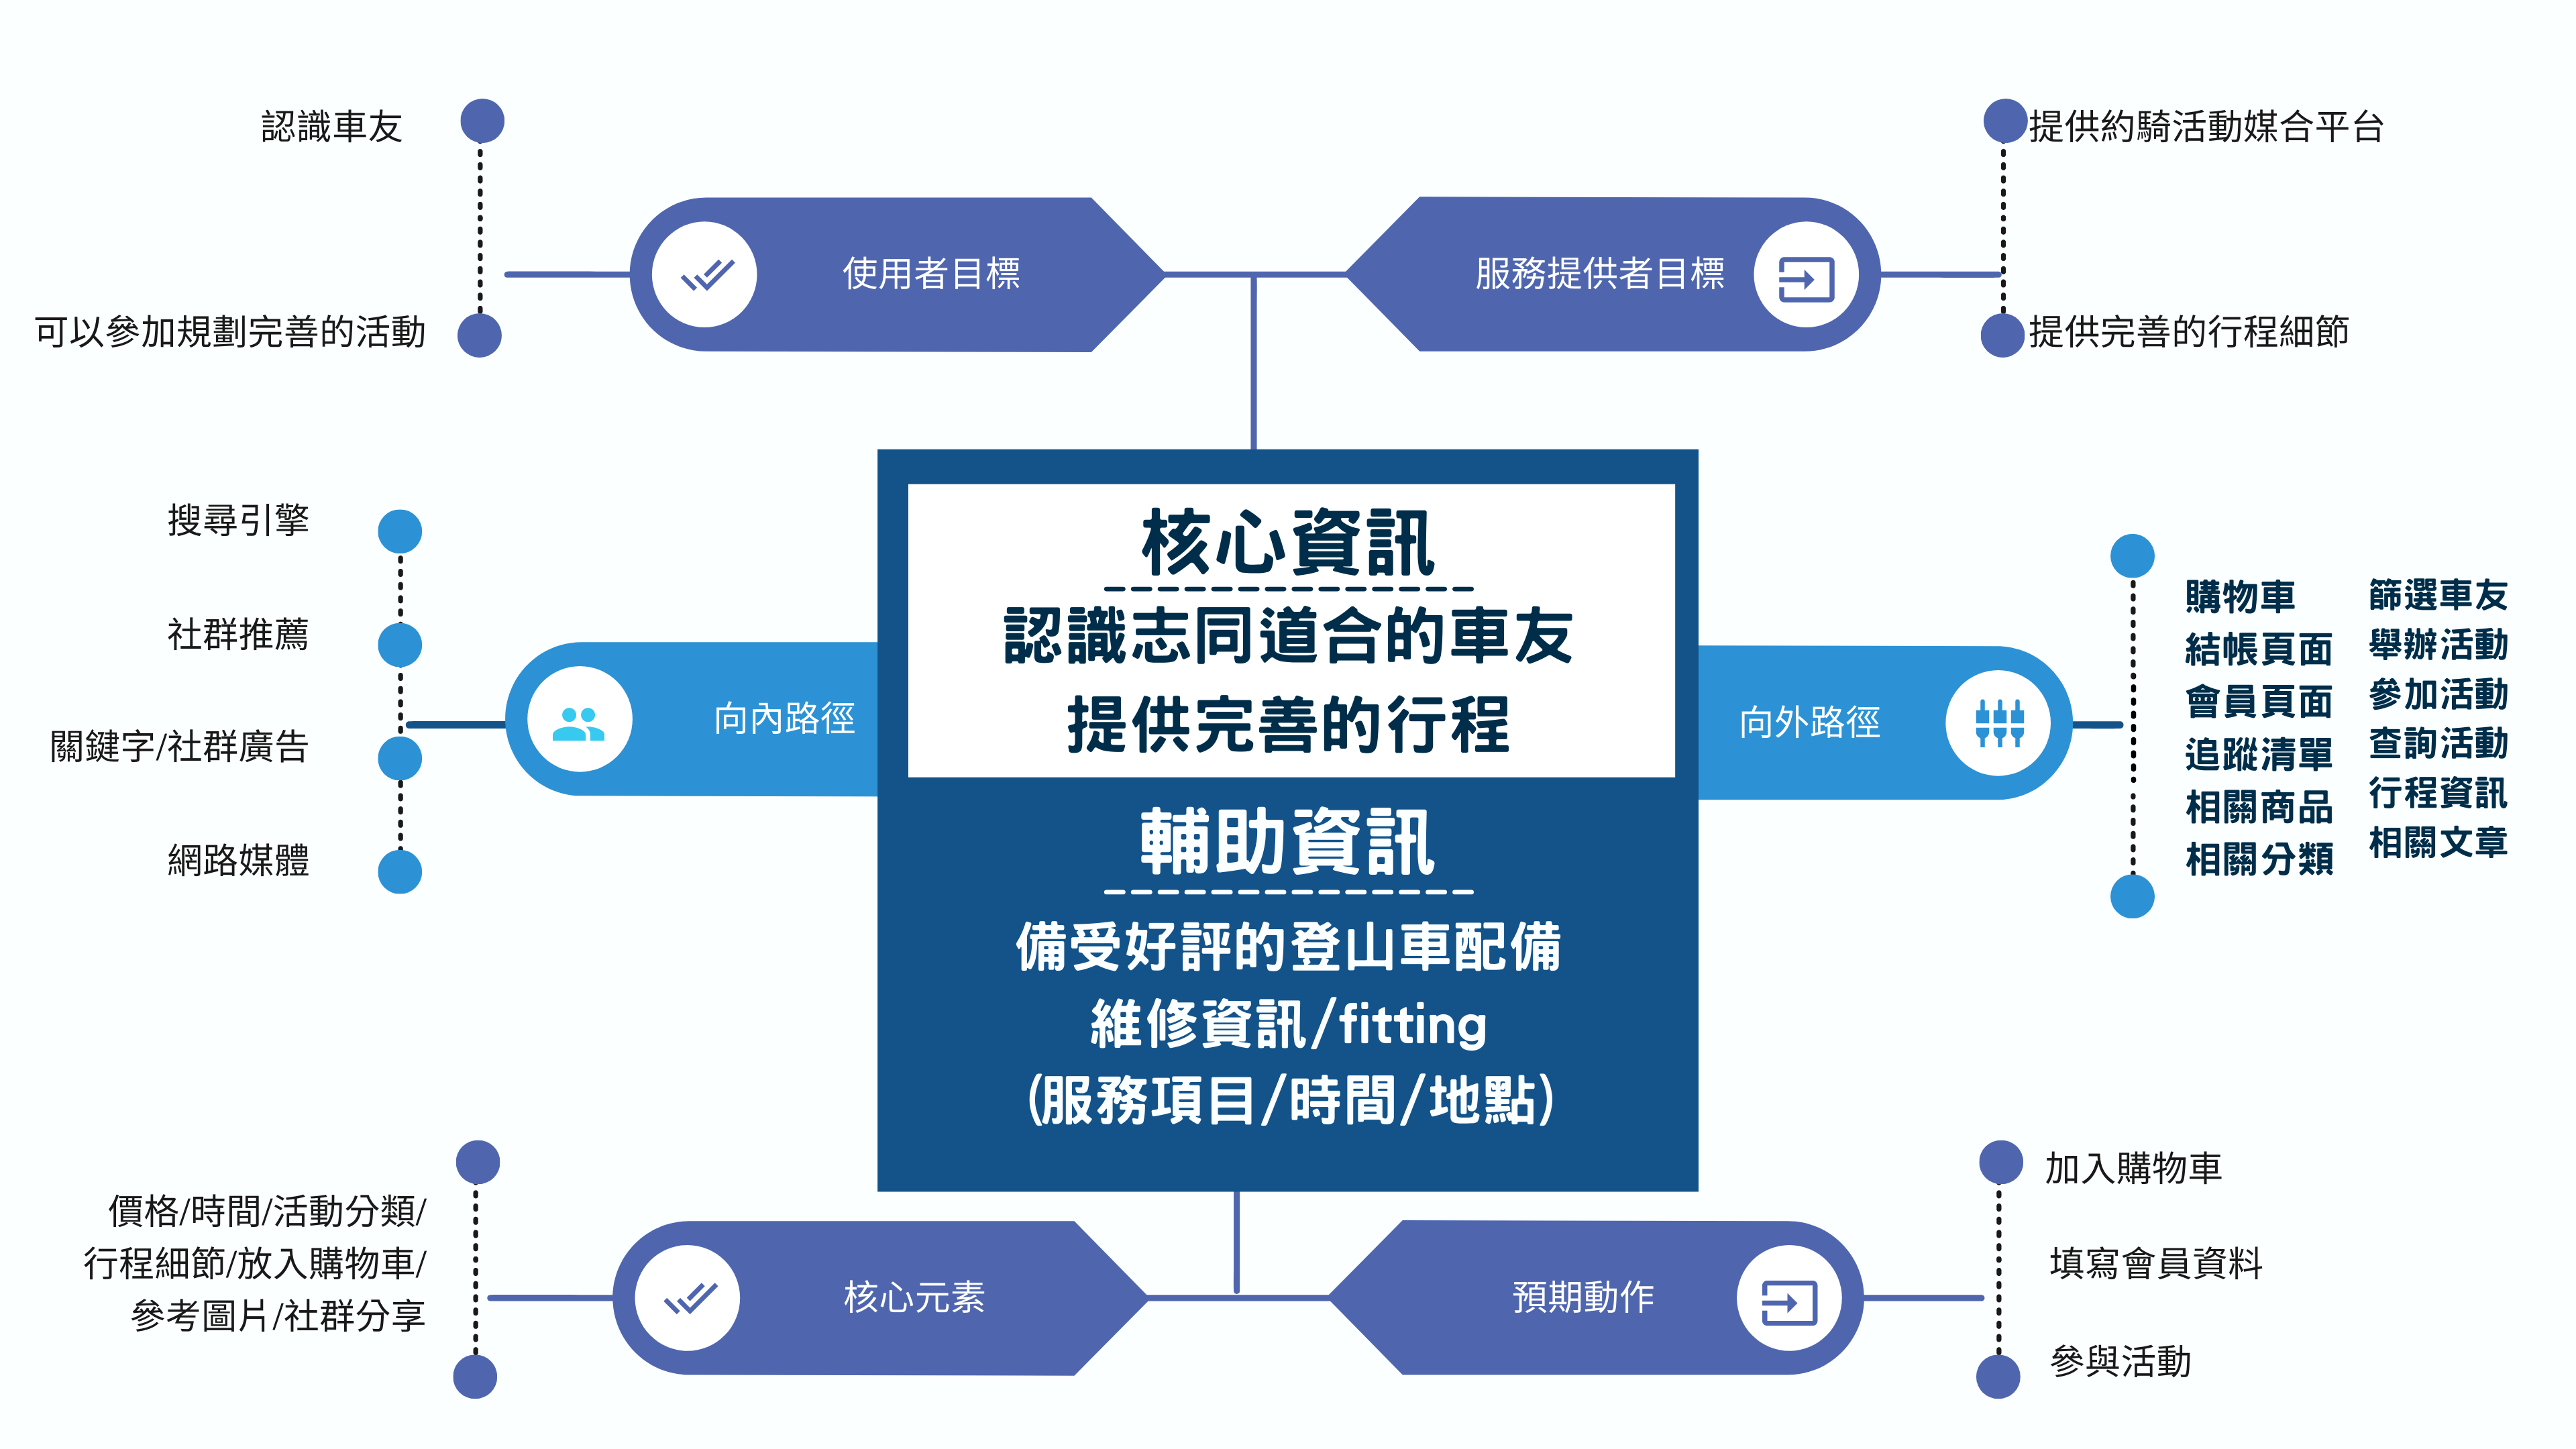 認識車友
可以參加規劃完善的活動
使用者目標
服務提供者目標
提供約騎活動媒合平台
提供完善的行程細節
搜尋引擎
社群推薦
關鍵字/社群廣告
網路媒體
向內路徑
核心資訊
認識志同道合的車友
提供完善的行程
輔助資訊
備受好評的登山車配備
維修資訊/fitting
(服務項目/時間/地點)
向外路徑
購物車
結帳頁面
會員頁面
追蹤清單
相關商品
相關分類
篩選車友
舉辦活動
參加活動
查詢活動
行程資訊
相關文章
價格/時間/活動分類/
行程細節/放入購物車/
參考圖片/社群分享
核心元素
預期動作
加入購物車
填寫會員資料
參與活動